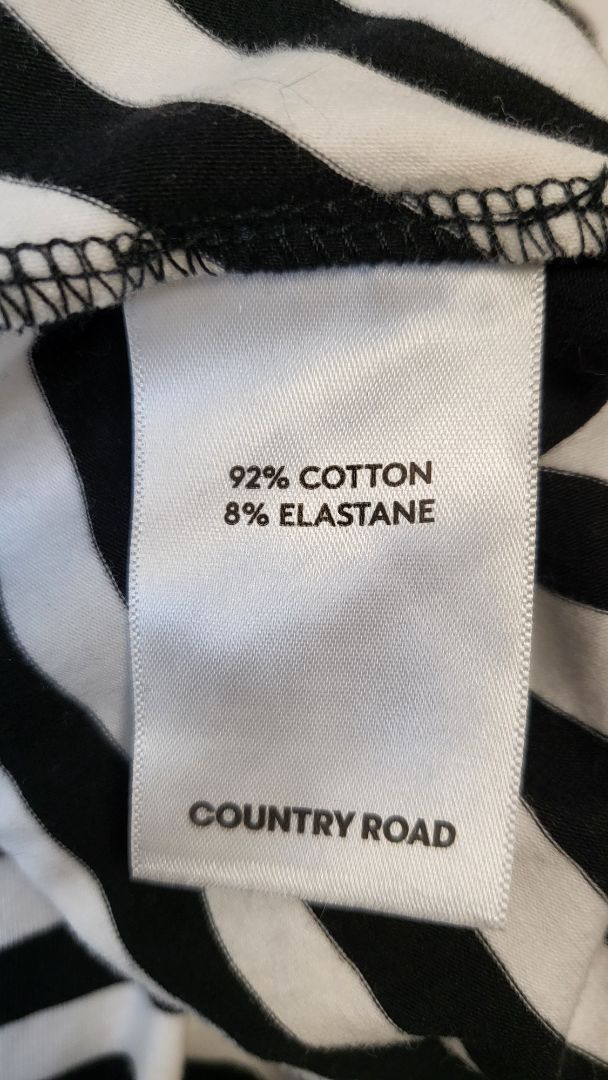 92% COTTON
8% ELASTANE
COUNTRY ROAD